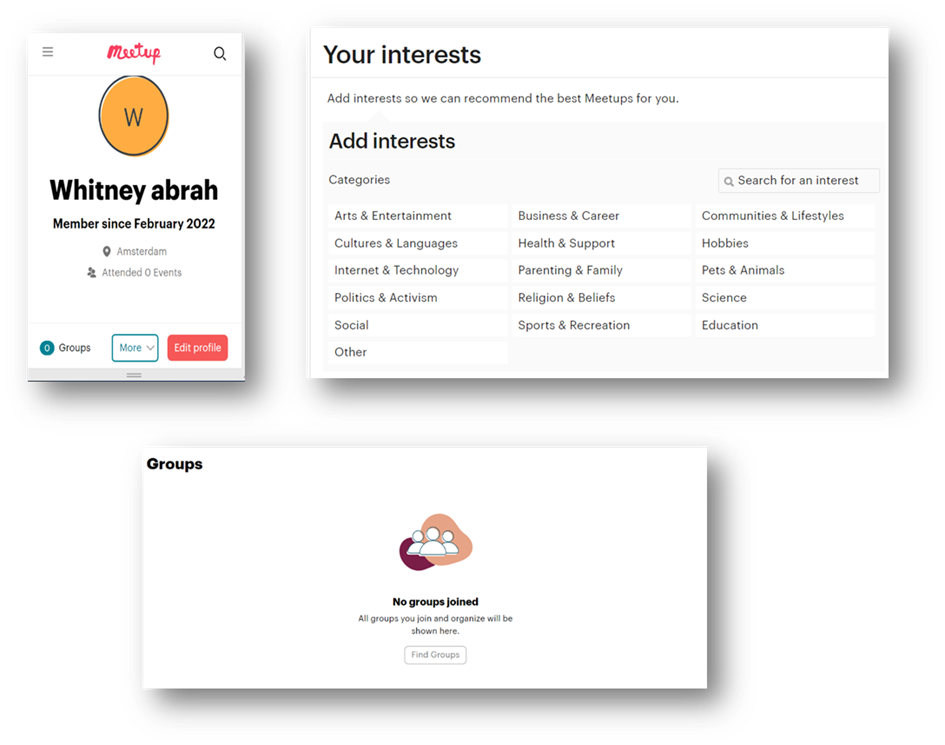 Meetup
W
Whitney abrah
Member since February 2022
Amsterdam
Attended 0 Events
0 Groups More Edit profile
Your interests
Add interests so we can recommend the best Meetups for you.
Add interests
Categories Search for an interest
Arts & Entertainment Business & Career Communities & Lifestyles
Cultures & Languages Health & Support Hobbies
Internet & Technology Parenting & Family Pets & Animals
Politics & Activism Religion & Beliefs Science
Social Sports & Recreation Education
Other
Groups
No groups joined
All groups you join and organize will be
shown here.
Find Groups